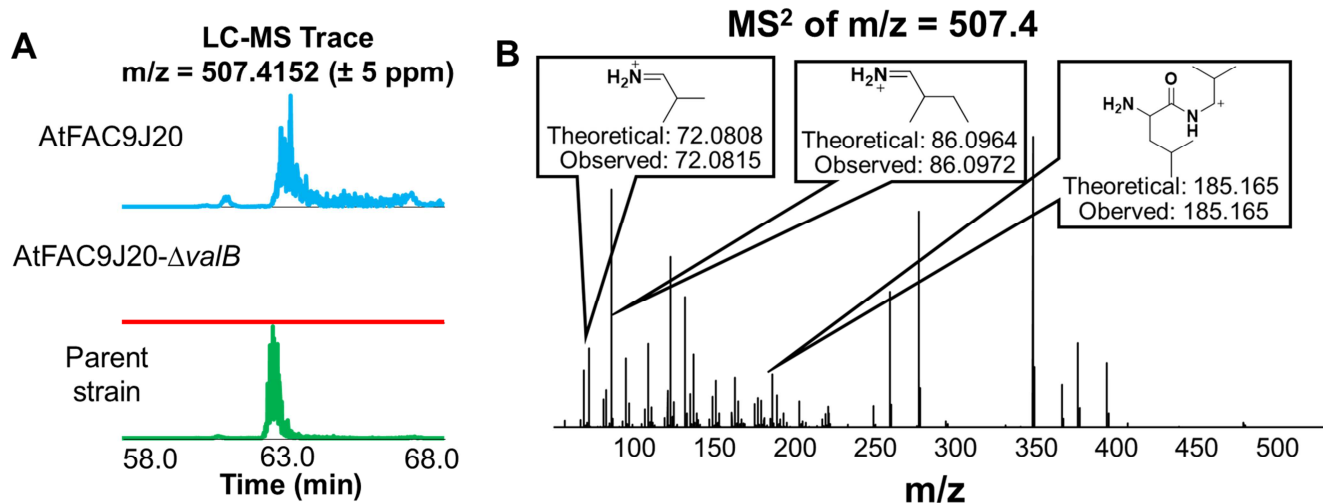 A
LC-MS Trace
m/z = 507.4152 (± 5 ppm)
AtFAC9J20
AtFAC9J20-ΔvalB
Parent
strain
58.0 63.0 68.0
Time (min)
MS² of m/z = 507.4
B
H₂N⁺
Theoretical: 72.0808
Observed: 72.0815
H₂N
+
Theoretical: 86.0964
Observed: 86.0972
O
H₂N
N
H
+
Theoretical: 185.165
Oberved: 185.165
100 150 200 250 300 350 400 450 500
m/z